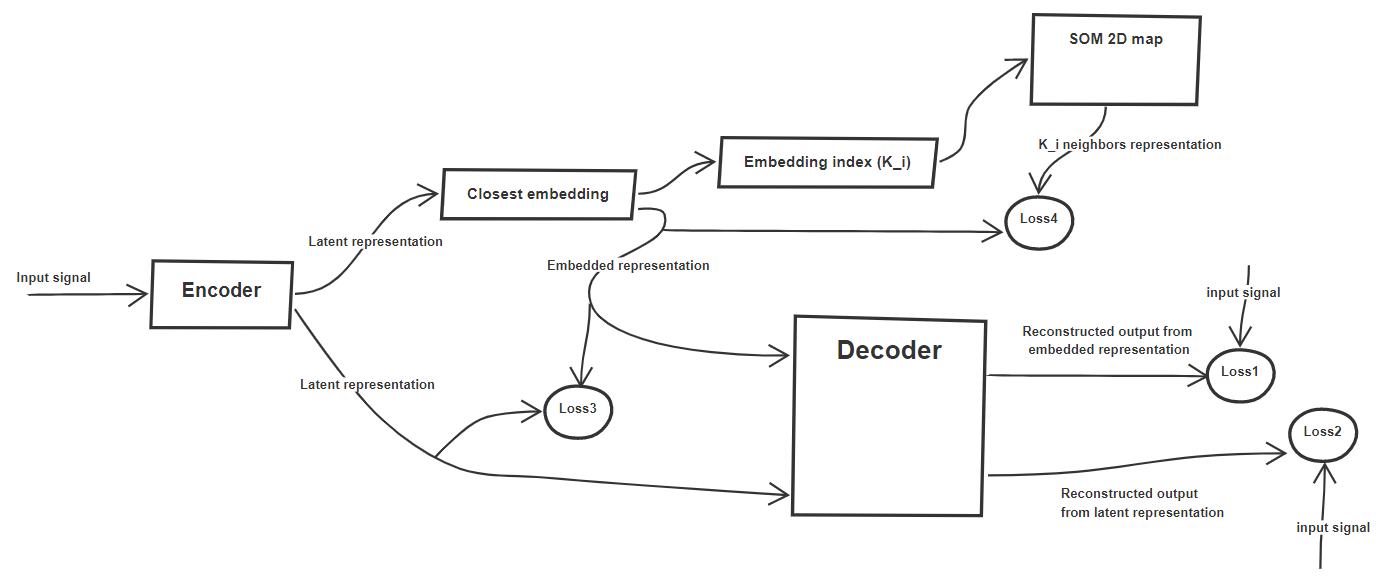 SOM 2D map
K_i neighbors representation
Embedding index (K_i)
Closest embedding
Loss4
Latent representation
Embedded representation
Input signal
Encoder
input signal
Decoder
Reconstructed output from
embedded representation
Loss1
Latent representation
Loss3
Loss2
Reconstructed output
from latent representation
input signal